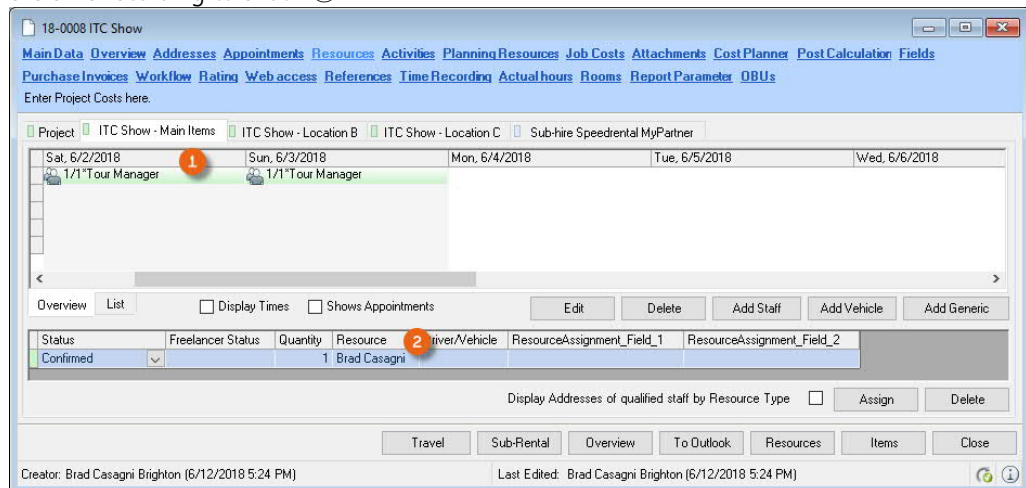 18-0008 ITC Show
Main Data Overview Addresses Appointments Resources Activities Planning Resources Job Costs Attachments Cost Planner Post Calculation Fields
Purchase Invoices Workflow Rating Web access References Time Recording Actual hours Rooms Report Parameter OBUs
Enter Project Costs here.
Project ITC Show - Main Items ITC Show - Location B ITC Show - Location C Sub-hire Speedrental MyPartner
Sat, 6/2/2018 1 Sun, 6/3/2018 Mon, 6/4/2018 Tue, 6/5/2018 Wed, 6/6/2018
1/1*Tour Manager 1/1*Tour Manager
Overview List Display Times Shows Appointments Edit Delete Add Staff Add Vehicle Add Generic
Status Freelancer Status Quantity Resource 2 river/Vehicle ResourceAssignment_Field_1 ResourceAssignment_Field_2
Confirmed 1 Brad Casagni
Display Addresses of qualified staff by Resource Type Assign Delete
Travel Sub-Rental Overview To Outlook Resources Items Close
Creator: Brad Casagni Brighton (6/12/2018 5:24 PM) Last Edited: Brad Casagni Brighton (6/12/2018 5:24 PM)